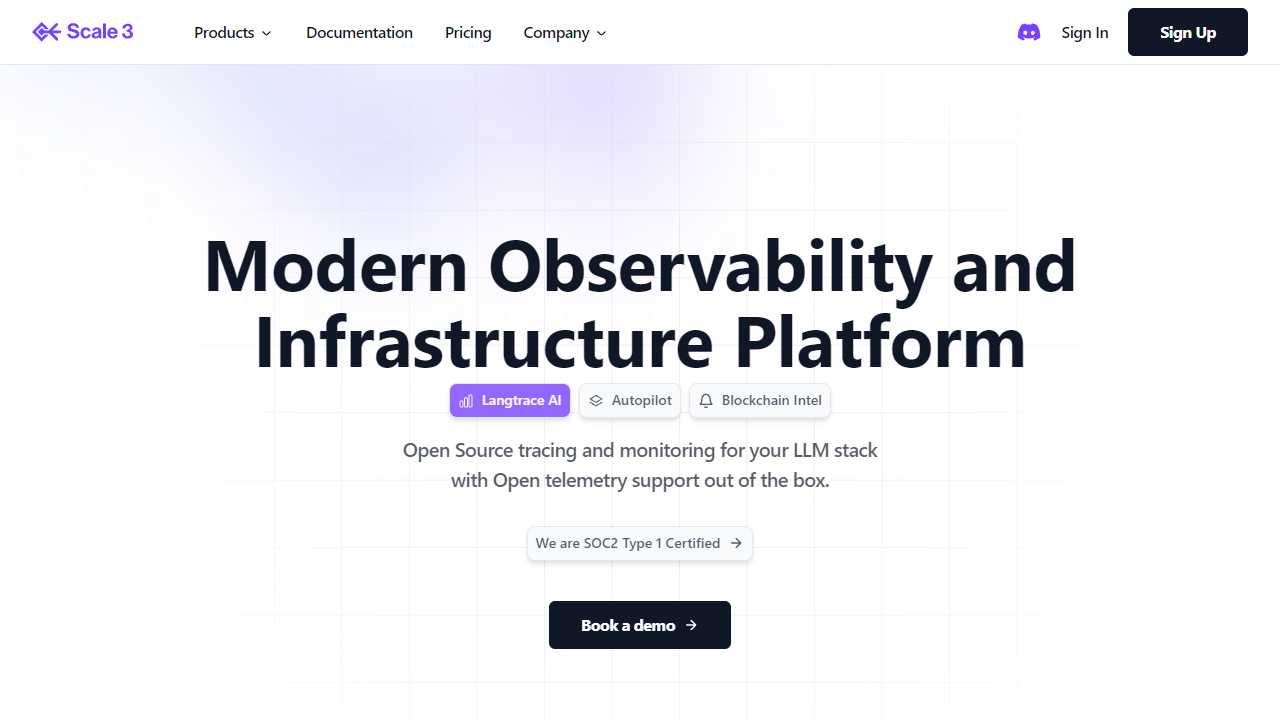 Scale 3
Products
Documentation
Pricing
Company
Sign In
Sign Up
Modern Observability and
Infrastructure Platform
Langtrace AI
Autopilot
Blockchain Intel
Open Source tracing and monitoring for your LLM stack
with Open telemetry support out of the box.
We are SOC2 Type 1 Certified
Book a demo